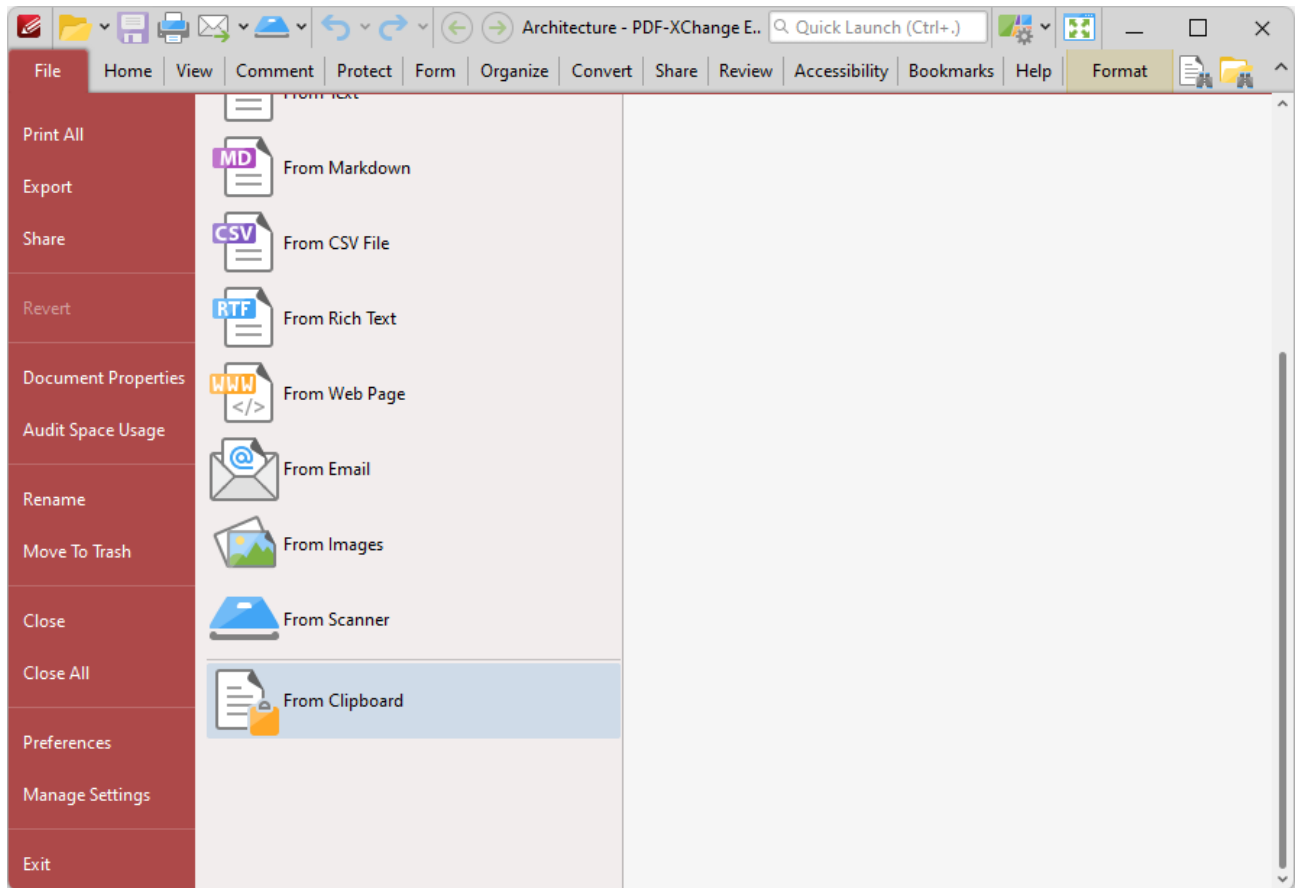 Architecture - PDF-XChange E.. Quick Launch (Ctrl+.)
File Home View Comment Protect Form Organize Convert Share Review Accessibility Bookmarks Help Format
From Text
Print All
MD From Markdown
Export
Share
CSV From CSV File
Revert
RTF From Rich Text
Document Properties
WWW </> From Web Page
Audit Space Usage
@ From Email
Rename
Move To Trash
From Images
Close
From Scanner
Close All
From Clipboard
Preferences
Manage Settings
Exit